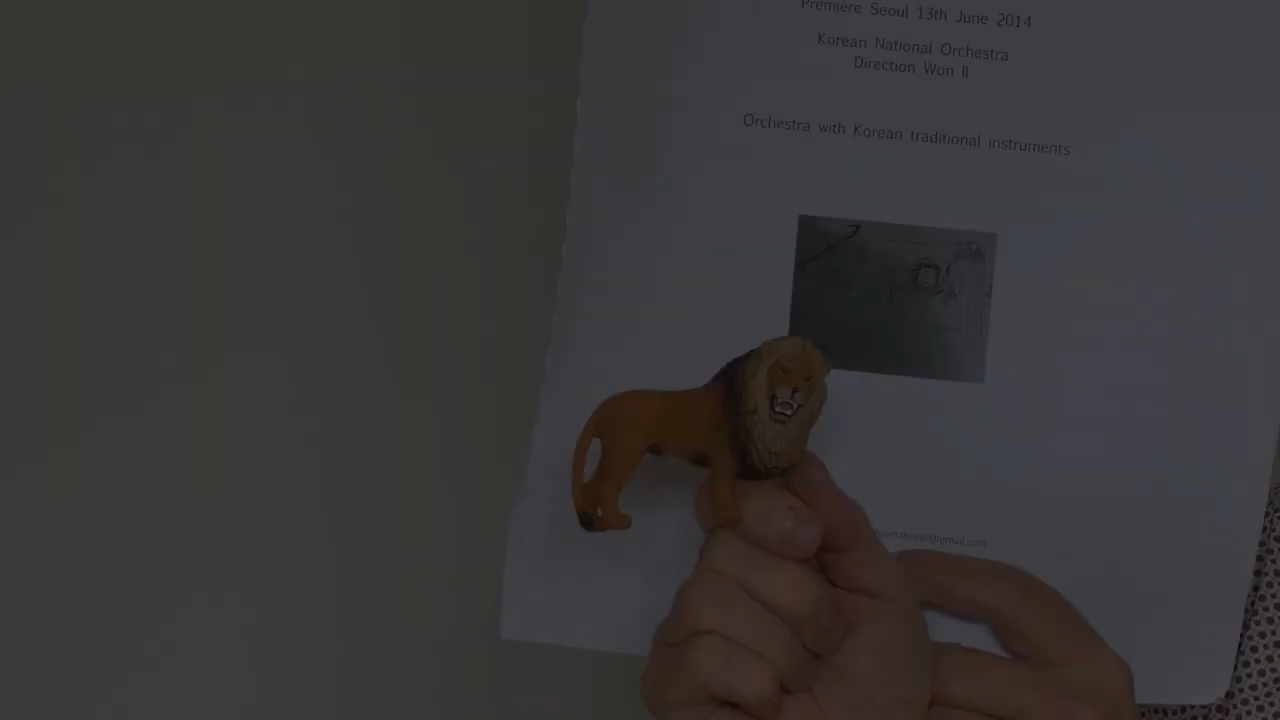 Première Seoul 13th June 2014
Korean National Orchestra
Direction Won Il
Orchestra with Korean traditional instruments